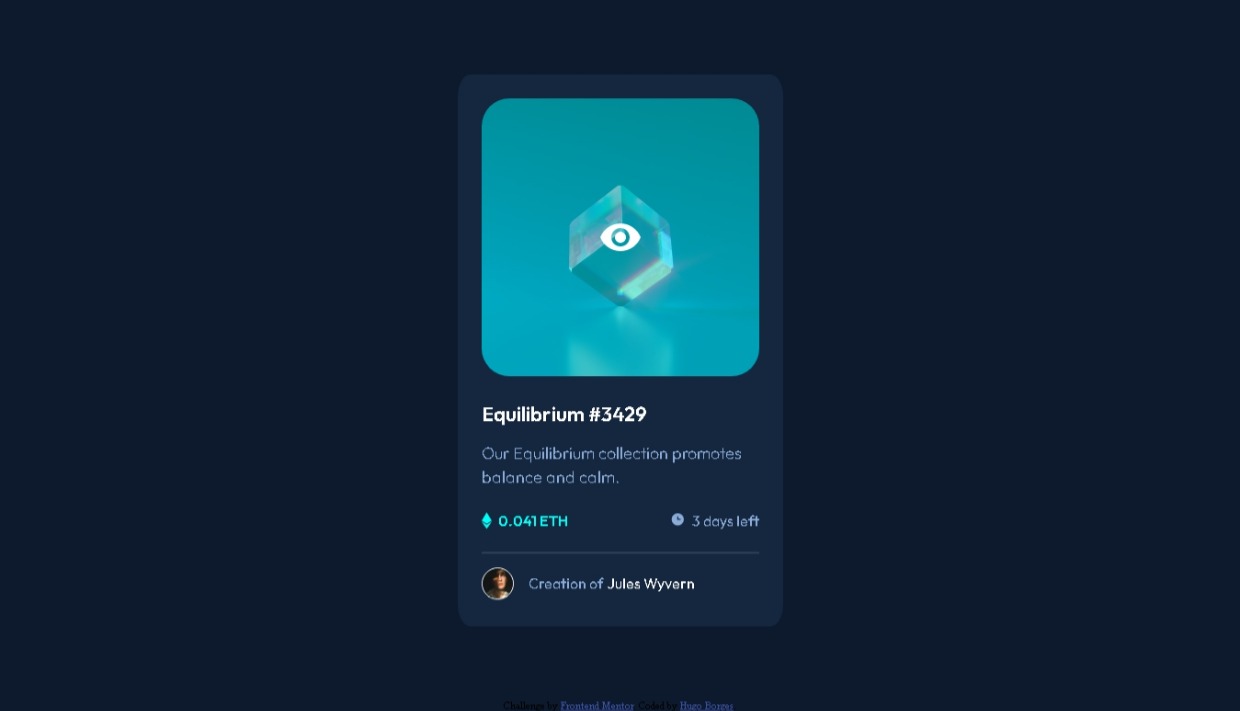 Equilibrium #3429
Our Equilibrium collection promotes
balance and calm.
0.041 ETH
3 days left
Creation of Jules Wyvern
Challenge by Frontend Mentor. Coded by Hugo Borges